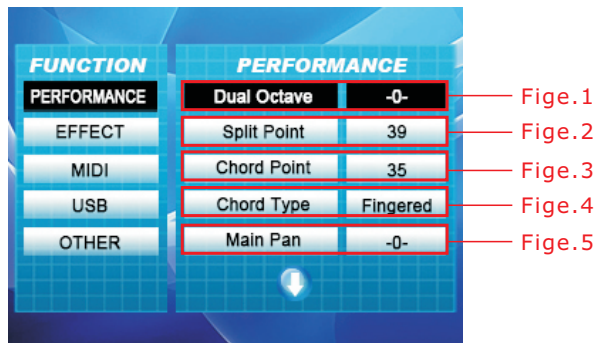 FUNCTION
PERFORMANCE
EFFECT
MIDI
USB
OTHER
PERFORMANCE
Dual Octave -0-
Split Point 39
Chord Point 35
Chord Type Fingered
Main Pan -0-
Fige.1
Fige.2
Fige.3
Fige.4
Fige.5